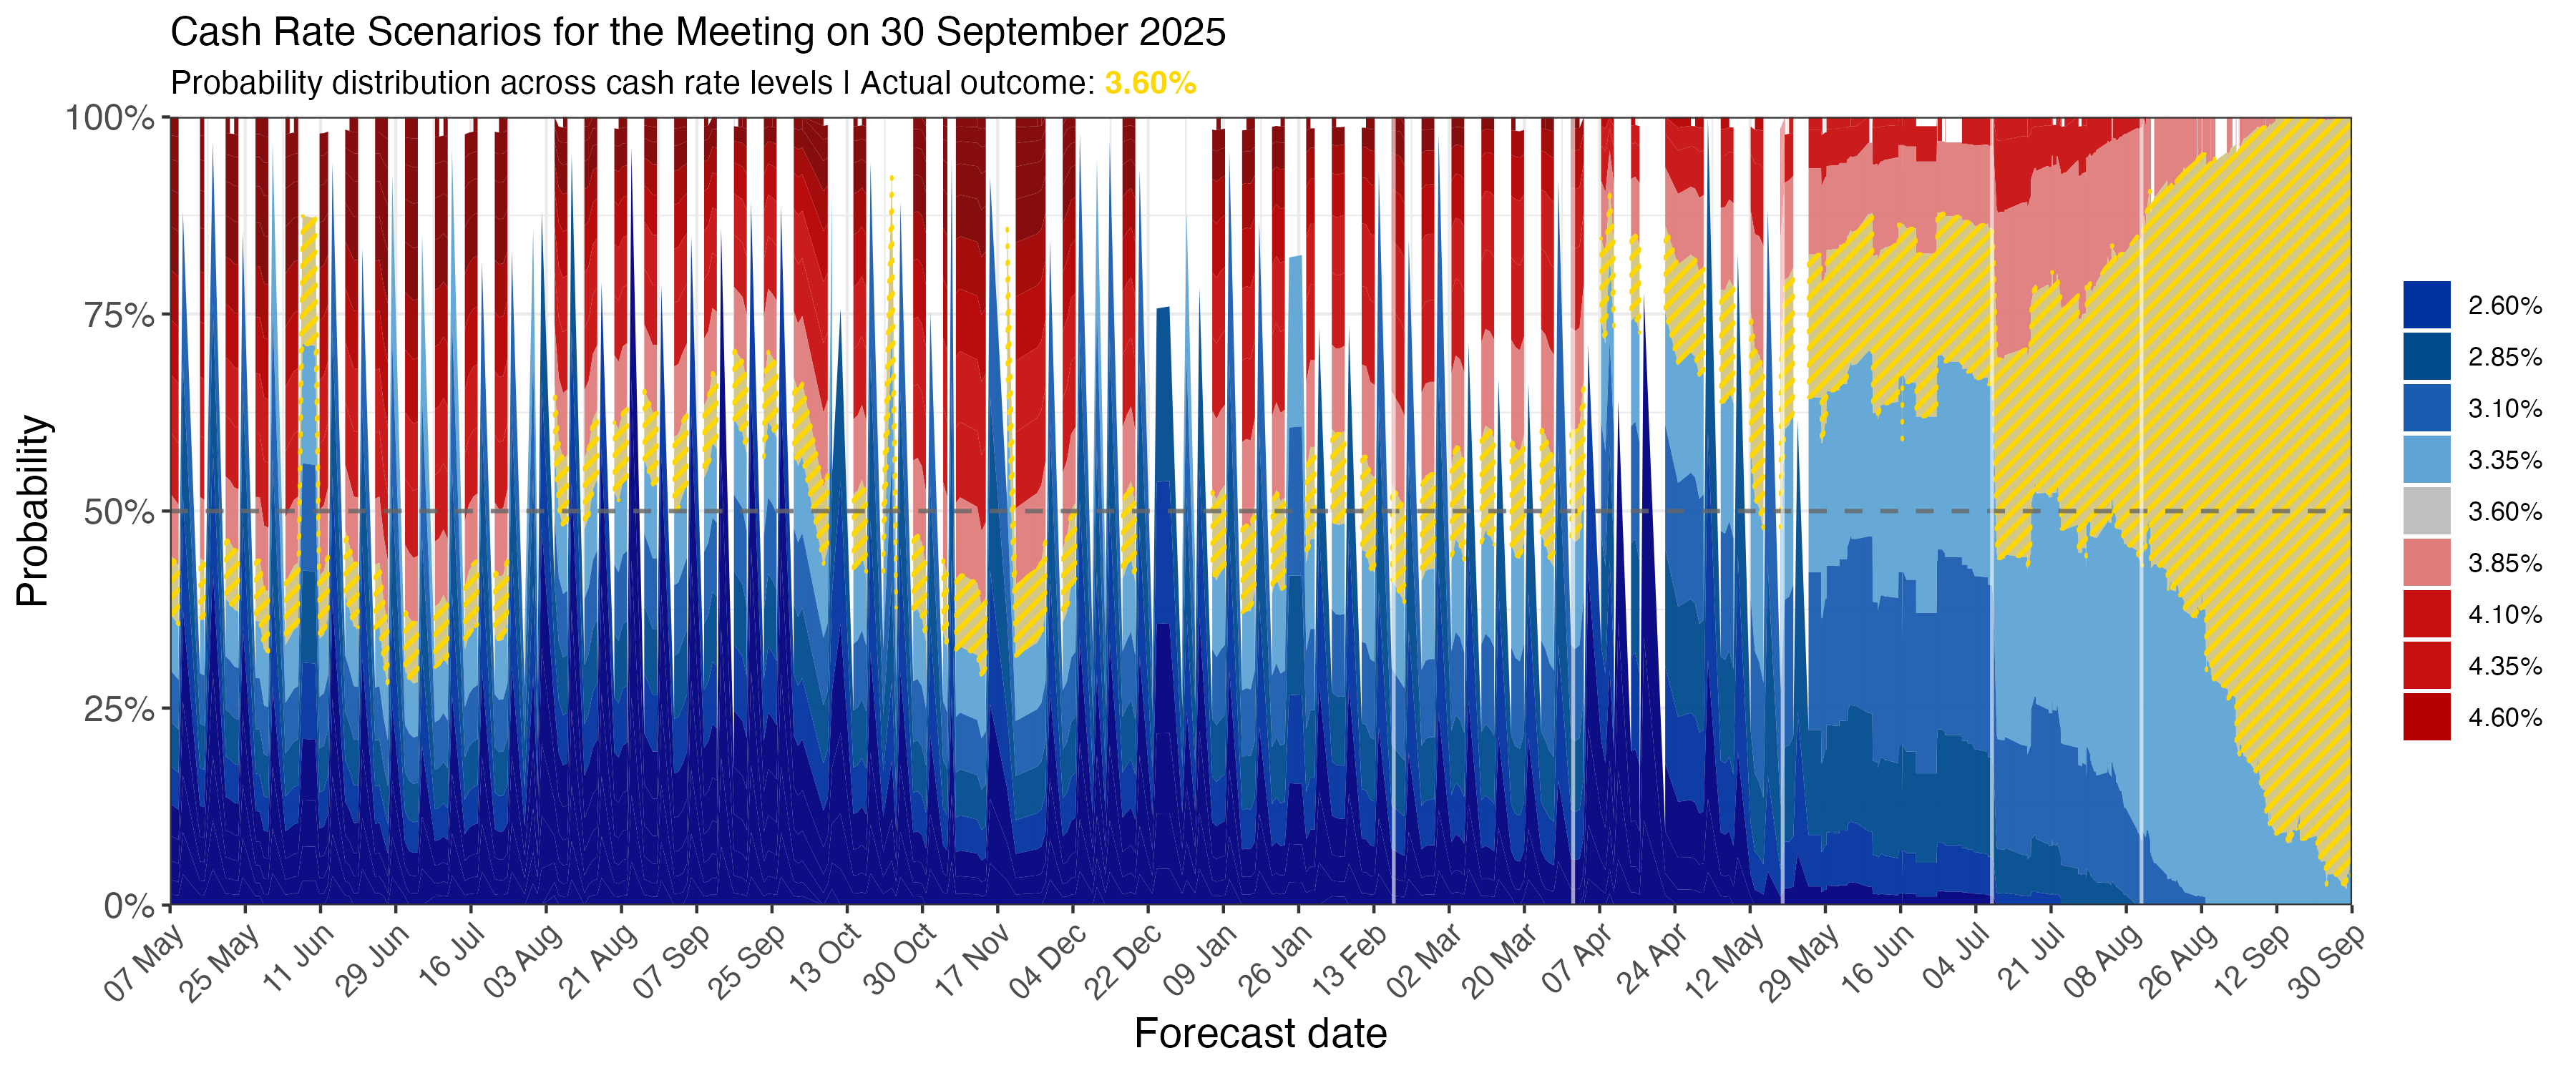 Cash Rate Scenarios for the Meeting on 30 September 2025
Probability distribution across cash rate levels | Actual outcome: 3.60%
100%
75%
50%
25%
0%
Probability
07 May
25 May
11 Jun
29 Jun
16 Jul
03 Aug
21 Aug
07 Sep
25 Sep
13 Oct
30 Oct
17 Nov
04 Dec
22 Dec
09 Jan
26 Jan
13 Feb
02 Mar
20 Mar
07 Apr
24 Apr
12 May
29 May
16 Jun
04 Jul
21 Jul
08 Aug
26 Aug
12 Sep
30 Sep
Forecast date
2.60%
2.85%
3.10%
3.35%
3.60%
3.85%
4.10%
4.35%
4.60%